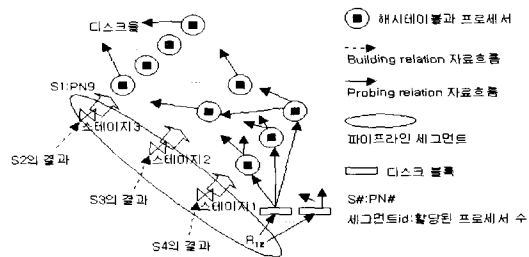 디스크읔
S1:PN9
스테이지3
S2의 결과
스테이지2
S3의 결과
스테이지1
S4의 결과
R12
해시테이블과 프로세서
Building relation 자료흐름
Probing relation 자료흐름
파이프라인 세그먼트
디스크 블록
S#:PN#
세그먼트id:할당된 프로세서 수